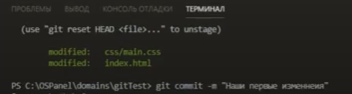 ПРОБЛЕМЫ ВЫВОД КОНСОЛЬ ОТЛАДКИ ТЕРМИНАЛ
(use "git reset HEAD <file>..." to unstage)
modified: css/main.css
modified: index.html
PS C:\OSPanel\domains\gitTest> git commit -m "Наши первые изменнеия"